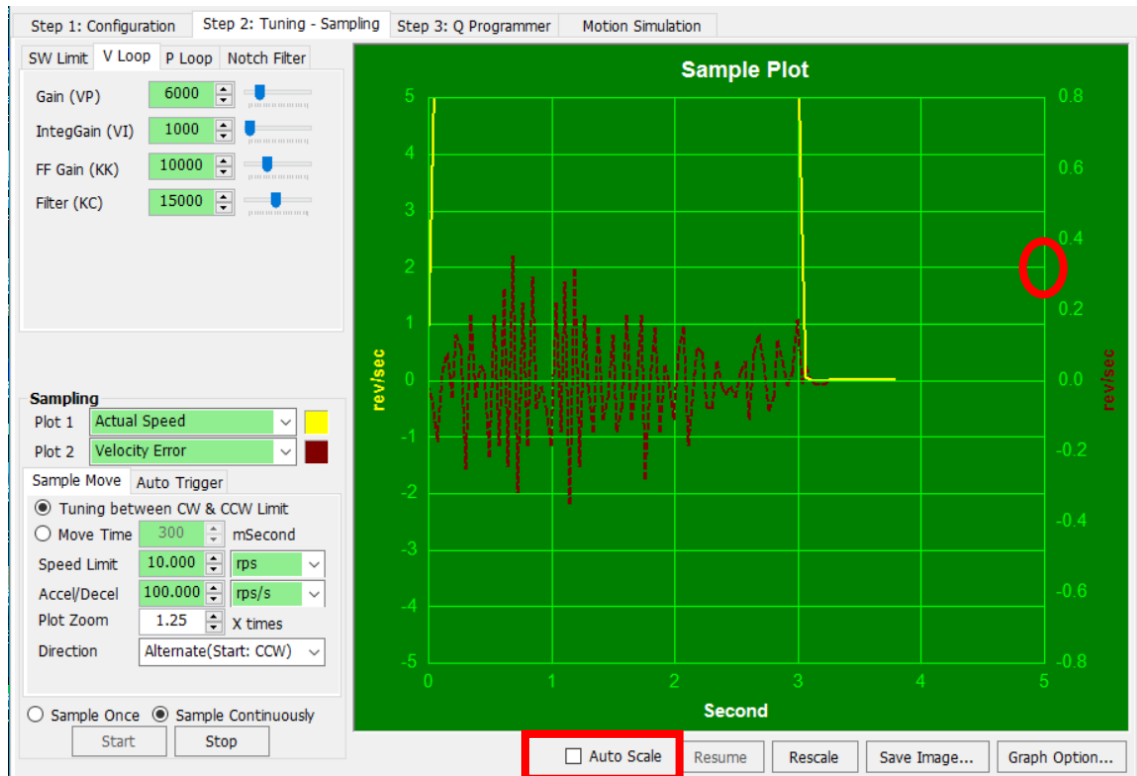 Step 1: Configuration Step 2: Tuning - Sampling Step 3: Q Programmer Motion Simulation
SW Limit V Loop P Loop Notch Filter
Gain (VP) 6000
IntegGain (VI) 1000
FF Gain (KK) 10000
Filter (KC) 15000
Sampling
Plot 1 Actual Speed
Plot 2 Velocity Error
Sample Move Auto Trigger
Tuning between CW & CCW Limit
Move Time 300 mSecond
Speed Limit 10.000 rps
Accel/Decel 100.000 rps/s
Plot Zoom 1.25 X times
Direction Alternate(Start: CCW)
Sample Once Sample Continuously
Start Stop
Sample Plot
5 0.8
4 0.6
3
0.4
2
0.2
1
0 0.0
rev/sec rev/sec
-1
-0.2
-2
-0.4
-3
-0.6
-4
-5 -0.8
0 1 2 3 4 5
Second
Auto Scale Resume Rescale Save Image... Graph Option...